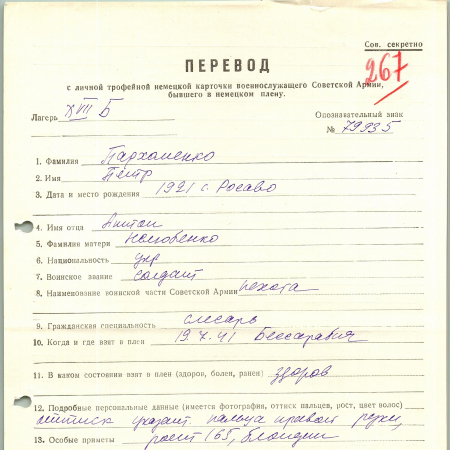 Сов. секретно
267
ПЕРЕВОД
с личной трофейной немецкой карточки военнослужащего Советской Армии,
бывшего в немецком плену.
Лагерь XVIII Б
Опознавательный знак
№ 79935
1. Фамилия Пархоменко
2. Имя Петр
3. Дата и место рождения 1921 с. Росаво
4. Имя отца Антон
5. Фамилия матери
6. Национальность укр
7. Воинское звание солдат
8. Наименование воинской части Советской Армии пехота
9. Гражданская специальность слесарь
10. Когда и где взят в плен 19.7.41 Бессарабия
11. В каком состоянии взят в плен (здоров, болен, ранен) здоров
12. Подробные персональные данные (имеется фотография, оттиск пальцев, рост, цвет волос)
оттиск указат. пальца правой руки,
13. Особые приметы рост 165, блондин